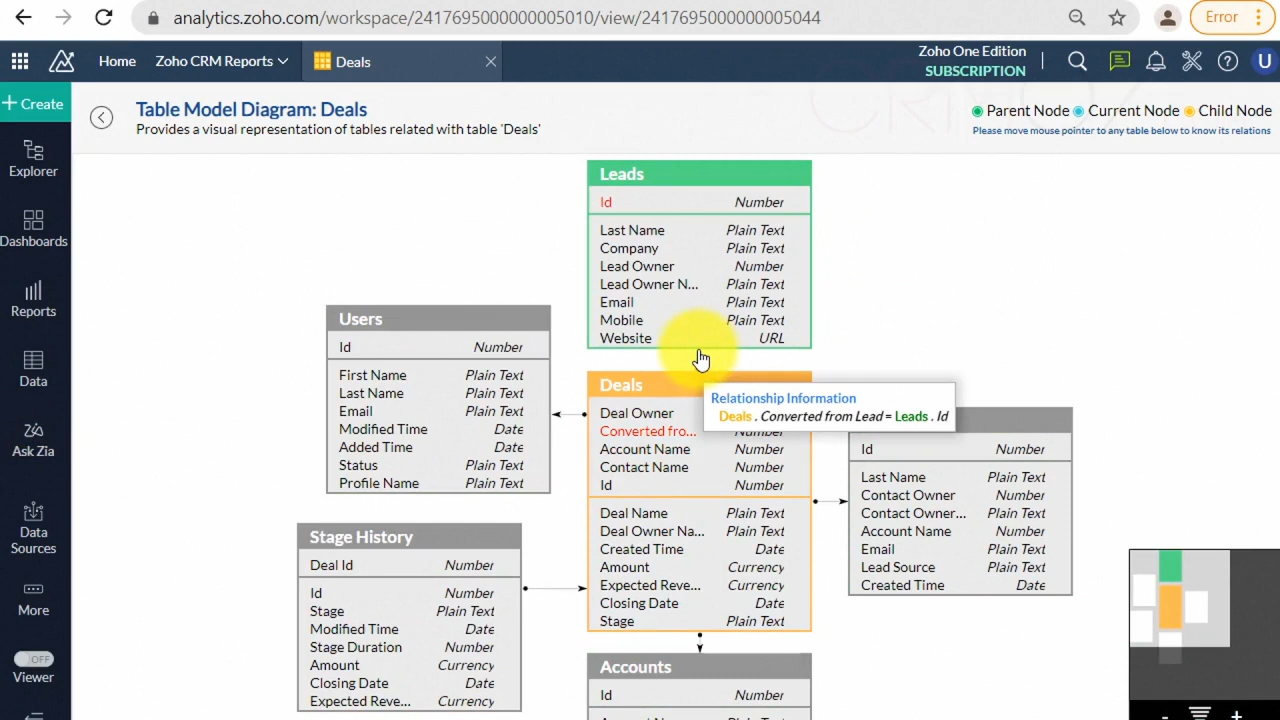 analytics.zoho.com/workspace/2417695000000005010/view/2417695000000005044
Error
Home
Zoho CRM Reports
Deals
Zoho One Edition
SUBSCRIPTION
U
+ Create
Table Model Diagram: Deals
Provides a visual representation of tables related with table 'Deals'
Parent Node Current Node Child Node
Please move mouse pointer to any table below to know its relations
Explorer
Dashboards
Reports
Data
Ask Zia
Data
Sources
More
OFF
Viewer
Leads
Id Number
Last Name Plain Text
Company Plain Text
Lead Owner Number
Lead Owner N... Plain Text
Email Plain Text
Mobile Plain Text
Website URL
Users
Id Number
First Name Plain Text
Last Name Plain Text
Email Plain Text
Modified Time Date
Added Time Date
Status Plain Text
Profile Name Plain Text
Deals
Deal Owner
Converted fro... Number
Account Name Number
Contact Name Number
Id Number
Deal Name Plain Text
Deal Owner Na... Plain Text
Created Time Date
Amount Currency
Expected Reve... Currency
Closing Date Date
Stage Plain Text
Relationship Information
Deals . Converted from Lead = Leads . Id
Id Number
Last Name Plain Text
Contact Owner Number
Contact Owner... Plain Text
Account Name Number
Email Plain Text
Lead Source Plain Text
Created Time Date
Stage History
Deal Id Number
Id Number
Stage Plain Text
Modified Time Date
Stage Duration Number
Amount Currency
Closing Date Date
Expected Reve... Currency
Accounts
Id Number